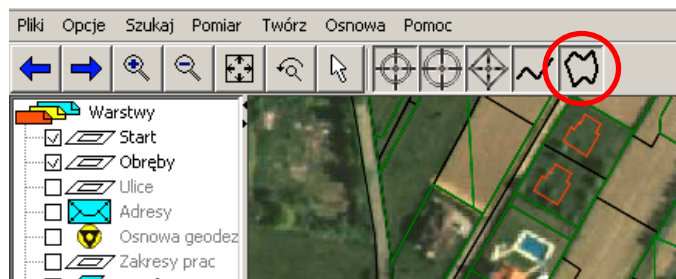 Pliki Opcje Szukaj Pomiar Twórz Osnowa Pomoc
Warstwy
Start
Obręby
Ulice
Adresy
Osnowa geodez
Zakresy prac